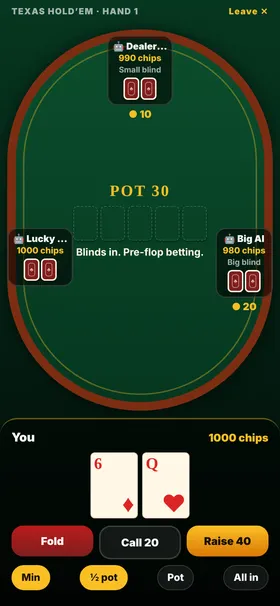 TEXAS HOLD'EM · HAND 1
Leave ✕
Dealer...
990 chips
Small blind
10
POT 30
Lucky ...
1000 chips
Big Al
980 chips
Big blind
Blinds in. Pre-flop betting.
20
You
1000 chips
6
Q
Fold
Call 20
Raise 40
Min
½ pot
Pot
All in